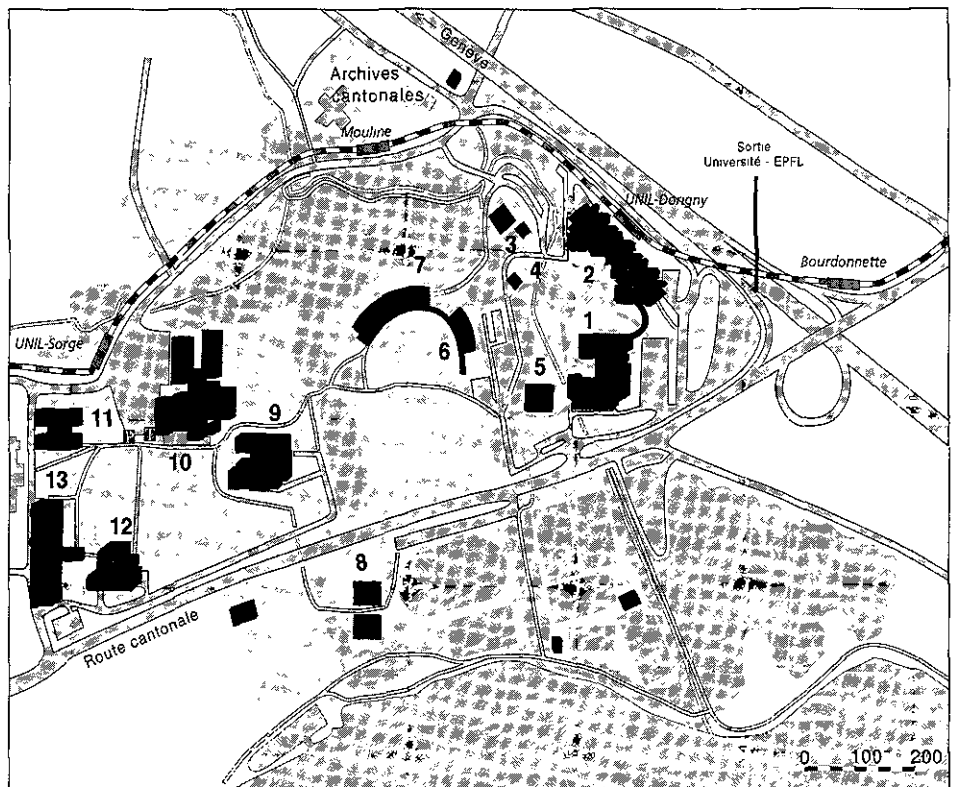 Genève
Archives
cantonales
Mouline
Sortie
Université - EPFL
UNIL-Dorigny
Bourdonnette
3
7
4
2
1
6
UNIL-Sorge
5
11
9
P
10
13
12
8
Route cantonale
0 100 200